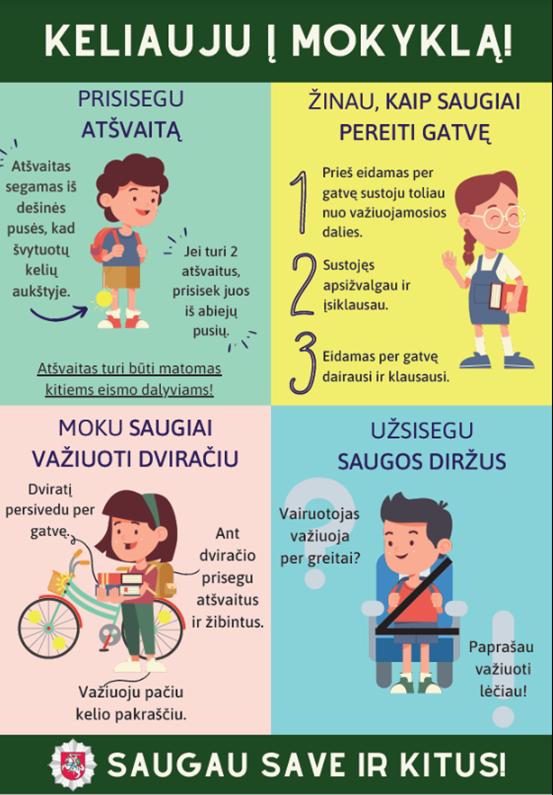 KELIAUJU Į MOKYKLĄ!
PRISISEGU
ATŠVAITĄ
Atšvaitas
segamas iš
dešinės
pusės, kad
švytuotų
kelių
aukštyje.
Jei turi 2
atšvaitus,
prisisek juos
iš abiejų
pusių.
Atšvaitas turi būti matomas
kitiems eismo dalyviams!
ŽINAU, KAIP SAUGIAI
PEREITI GATVĘ
1
Prieš eidamas per
gatvę sustoju toliau
nuo važiuojamosios
dalies.
2
Sustojęs
apsižvalgau ir
įsiklausau.
3
Eidamas per gatvę
dairausi ir klausausi.
MOKU SAUGIAI
VAŽIUOTI DVIRAČIU
Dviratį
persivedu per
gatvę.
Ant
dviračio
prisegu
atšvaitus
ir žibintus.
Važiuoju pačiu
kelio pakraščiu.
UŽSISEGU
SAUGOS DIRŽUS
?
Vairuotojas
važiuoja
per greitai?
!
Paprašau
važiuoti
lėčiau!
SAUGAU SAVE IR KITUS!